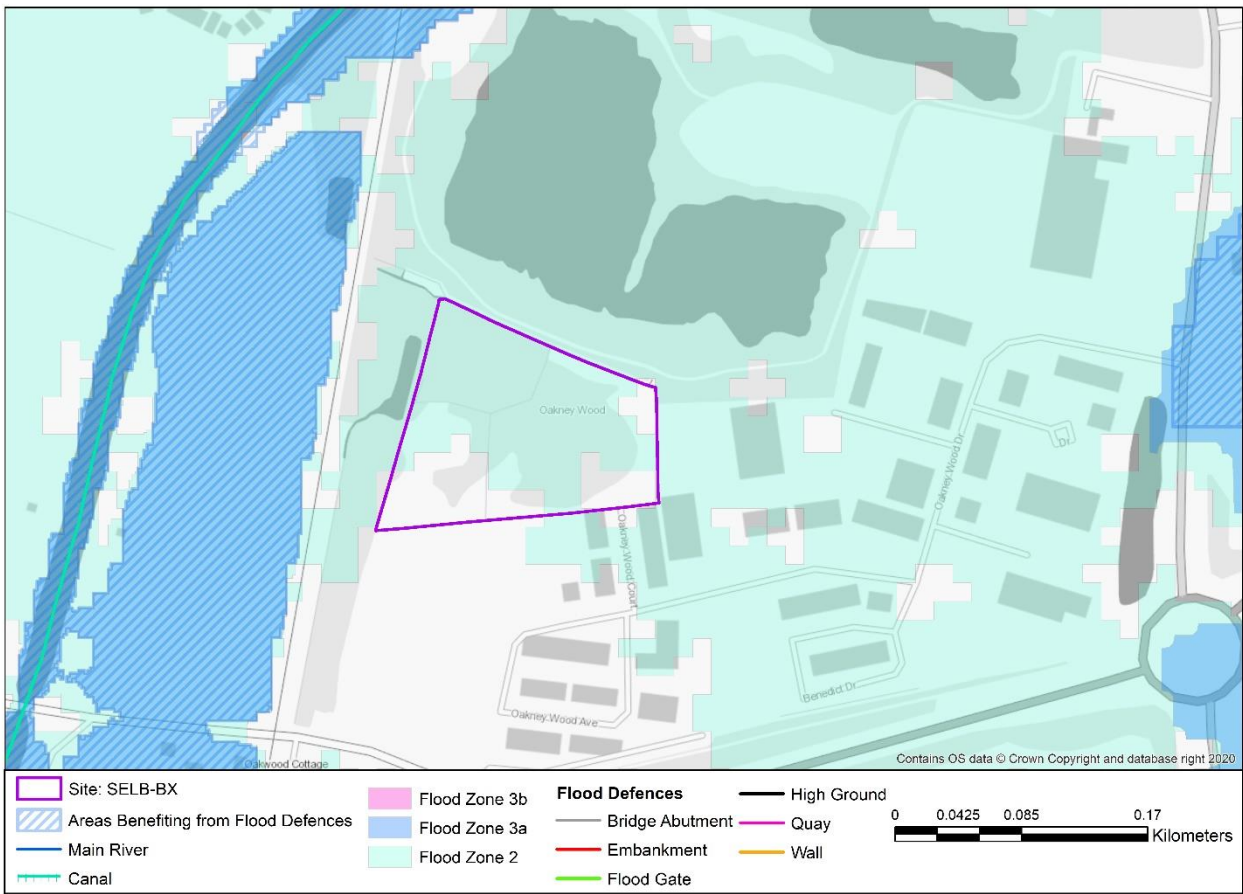 Oakney Wood
Oakney Wood Dr
Dr
Oakney Wood Court
Benedict Dr
Oakney Wood Ave
Oakwood Cottage
Contains OS data © Crown Copyright and database right 2020
Site: SELB-BX
Areas Benefiting from Flood Defences
Main River
Canal
Flood Zone 3b
Flood Zone 3a
Flood Zone 2
Flood Defences
Bridge Abutment
Embankment
Flood Gate
High Ground
Quay
Wall
0 0.0425 0.085 0.17
Kilometers